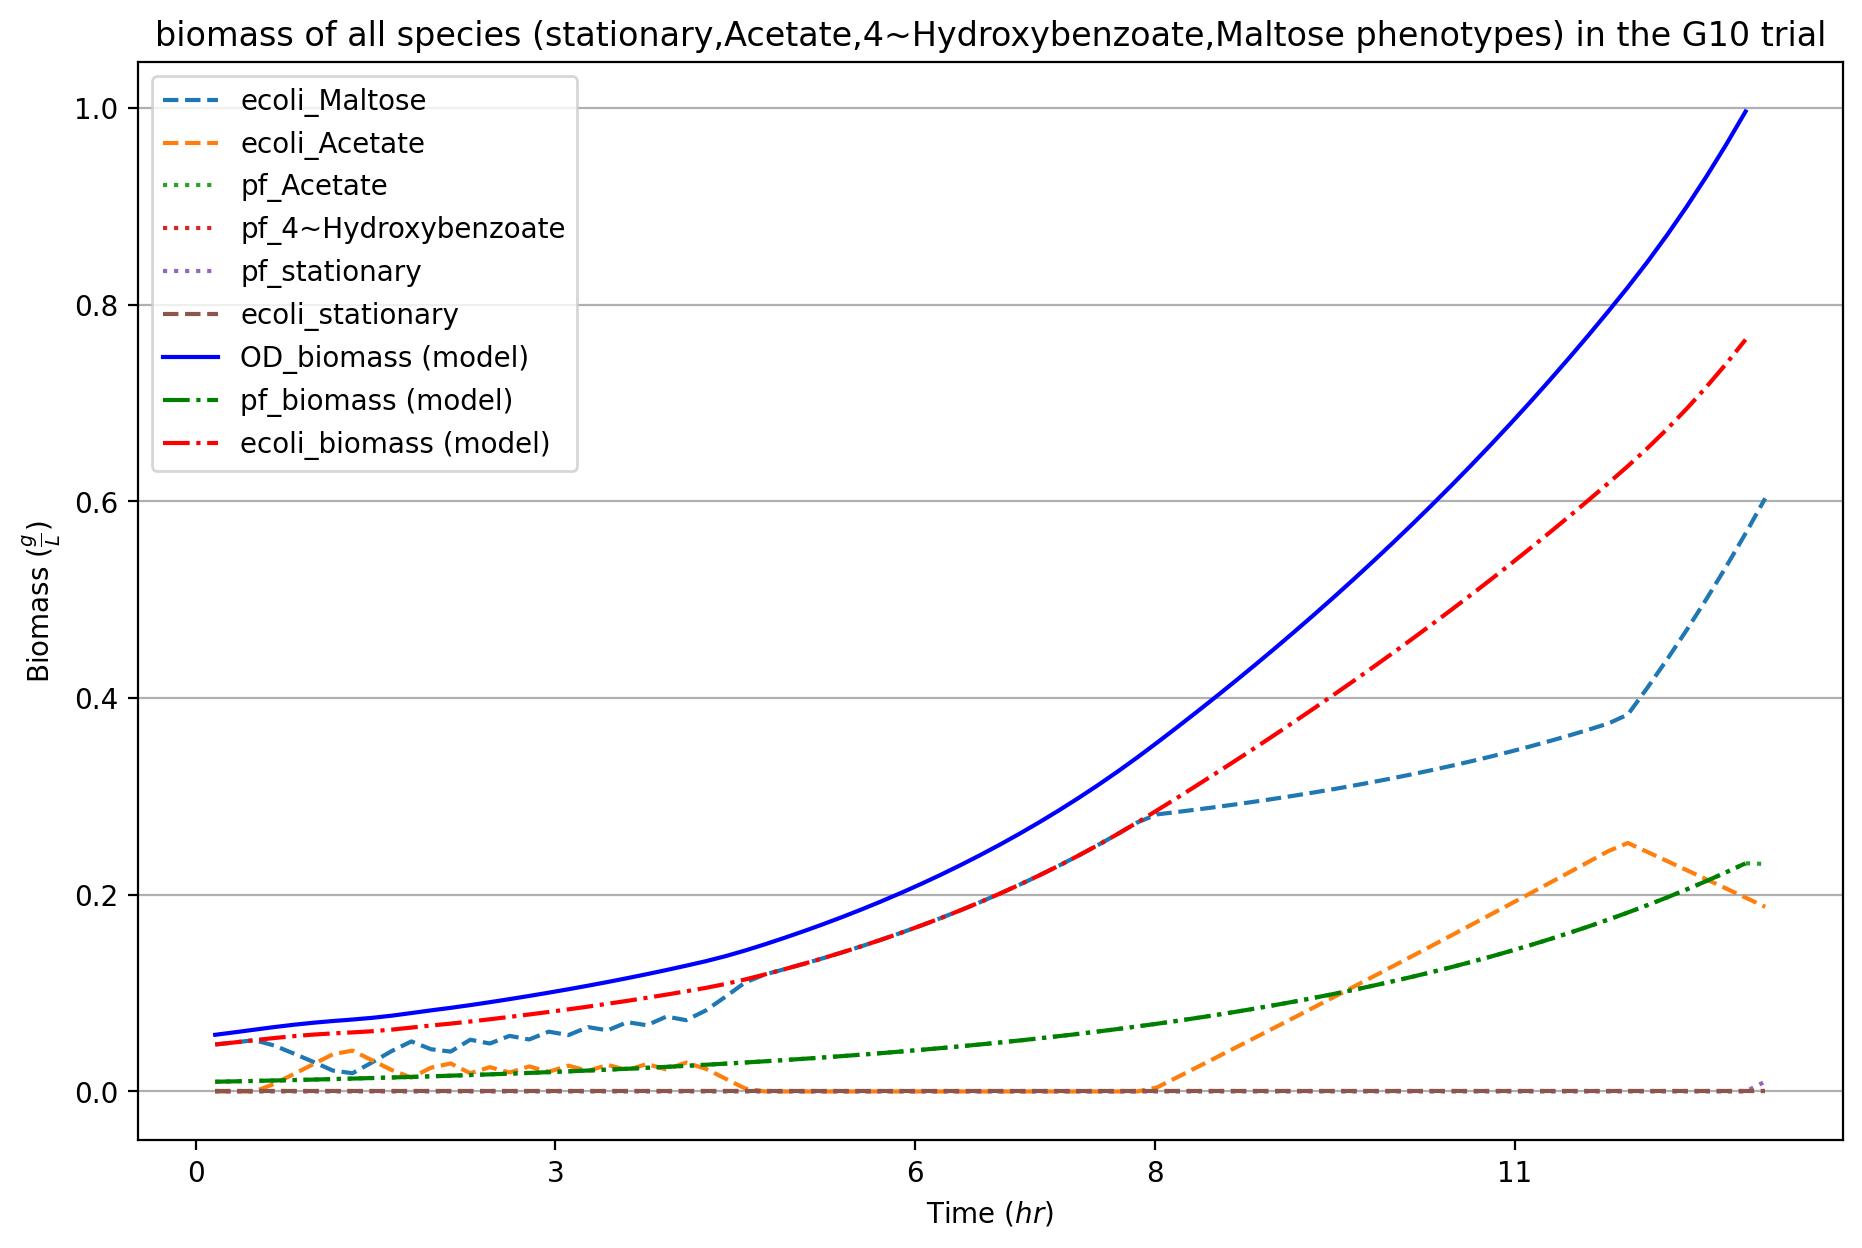 biomass of all species (stationary,Acetate,4~Hydroxybenzoate,Maltose phenotypes) in the G10 trial
ecoli_Maltose
ecoli_Acetate
pf_Acetate
pf_4~Hydroxybenzoate
pf_stationary
ecoli_stationary
OD_biomass (model)
pf_biomass (model)
ecoli_biomass (model)
1.0
0.8
0.6
0.4
0.2
0.0
Biomass (g/L)
0 3 6 8 11
Time (hr)